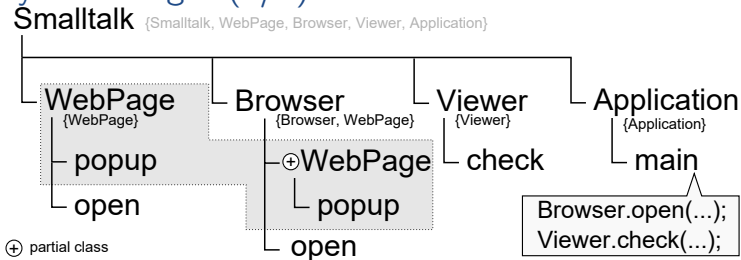 Smalltalk {Smalltalk, WebPage, Browser, Viewer, Application}
WebPage
{WebPage}
popup
open
Browser
{Browser, WebPage}
+ WebPage
popup
open
Viewer
{Viewer}
check
Application
{Application}
main
Browser.open(...);
Viewer.check(...);
+ partial class